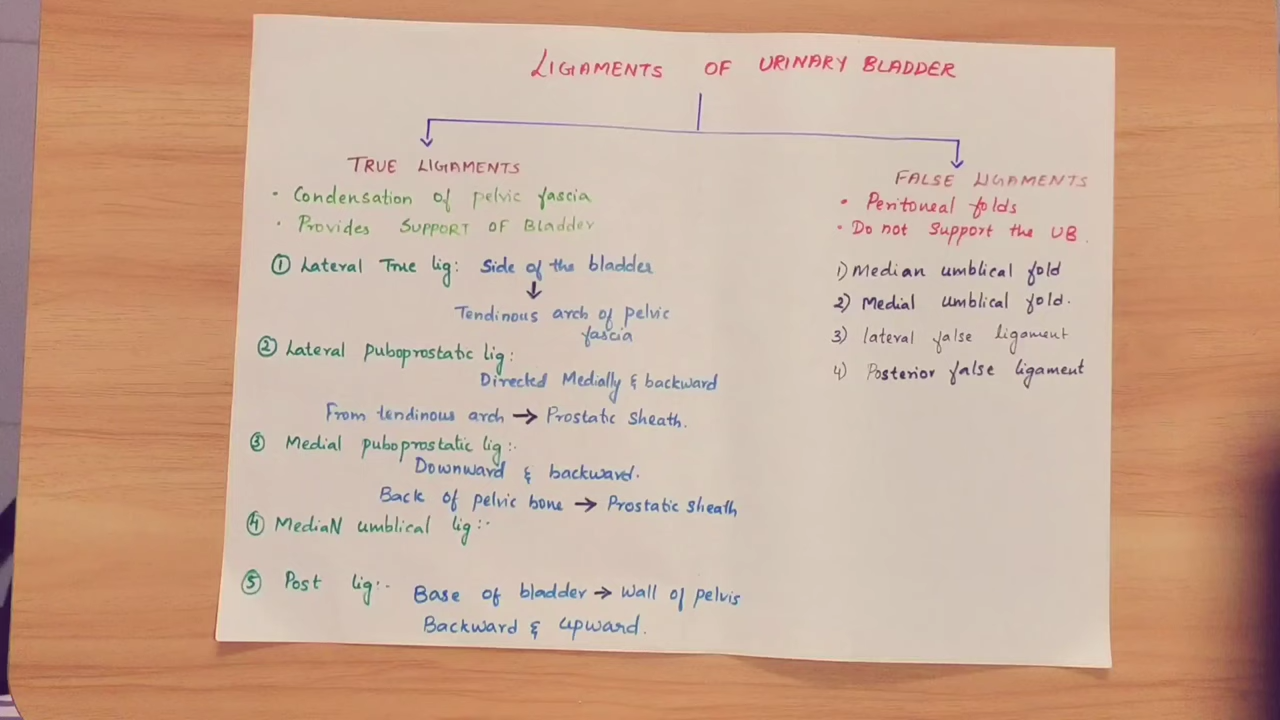 LIGAMENTS OF URINARY BLADDER
TRUE LIGAMENTS
• Condensation of pelvic fascia
• Provides SUPPORT OF Bladder
① Lateral True lig: Side of the bladder
↓
Tendinous arch of pelvic
fascia
② Lateral puboprostatic lig:
Directed Medially & backward
From tendinous arch → Prostatic Sheath.
③ Medial puboprostatic lig:-
Downward & backward.
Back of pelvic bone → Prostatic Sheath
④ MediaN umblical lig:-
⑤ Post lig:- Base of bladder → Wall of pelvis
Backward & upward.
FALSE LIGAMENTS
• Peritoneal folds
• Do not support the UB.
1) Median umblical fold
2) Medial umblical fold.
3) lateral false ligament
4) Posterior false ligament